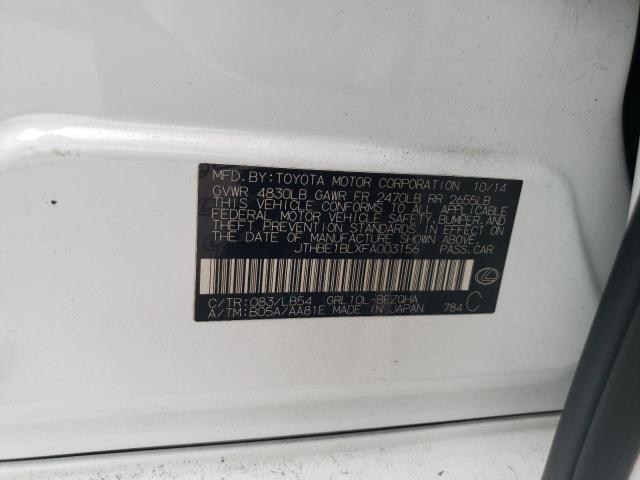 MFD.BY:TOYOTA MOTOR CORPORATION 10/14
GVWR 4830LB GAWR FR 2470LB RR 2655LB
THIS VEHICLE CONFORMS TO ALL APPLICABLE
FEDERAL MOTOR VEHICLE SAFETY,BUMPER,AND
THEFT PREVENTION STANDARDS IN EFFECT ON
THE DATE OF MANUFACTURE SHOWN ABOVE.
JTHBE1BLXFA003156 PASS.CAR
C/TR:083/LB54 GRL10L-BEZQHA
A/TM:B05A/AA81E MADE IN JAPAN 784 C